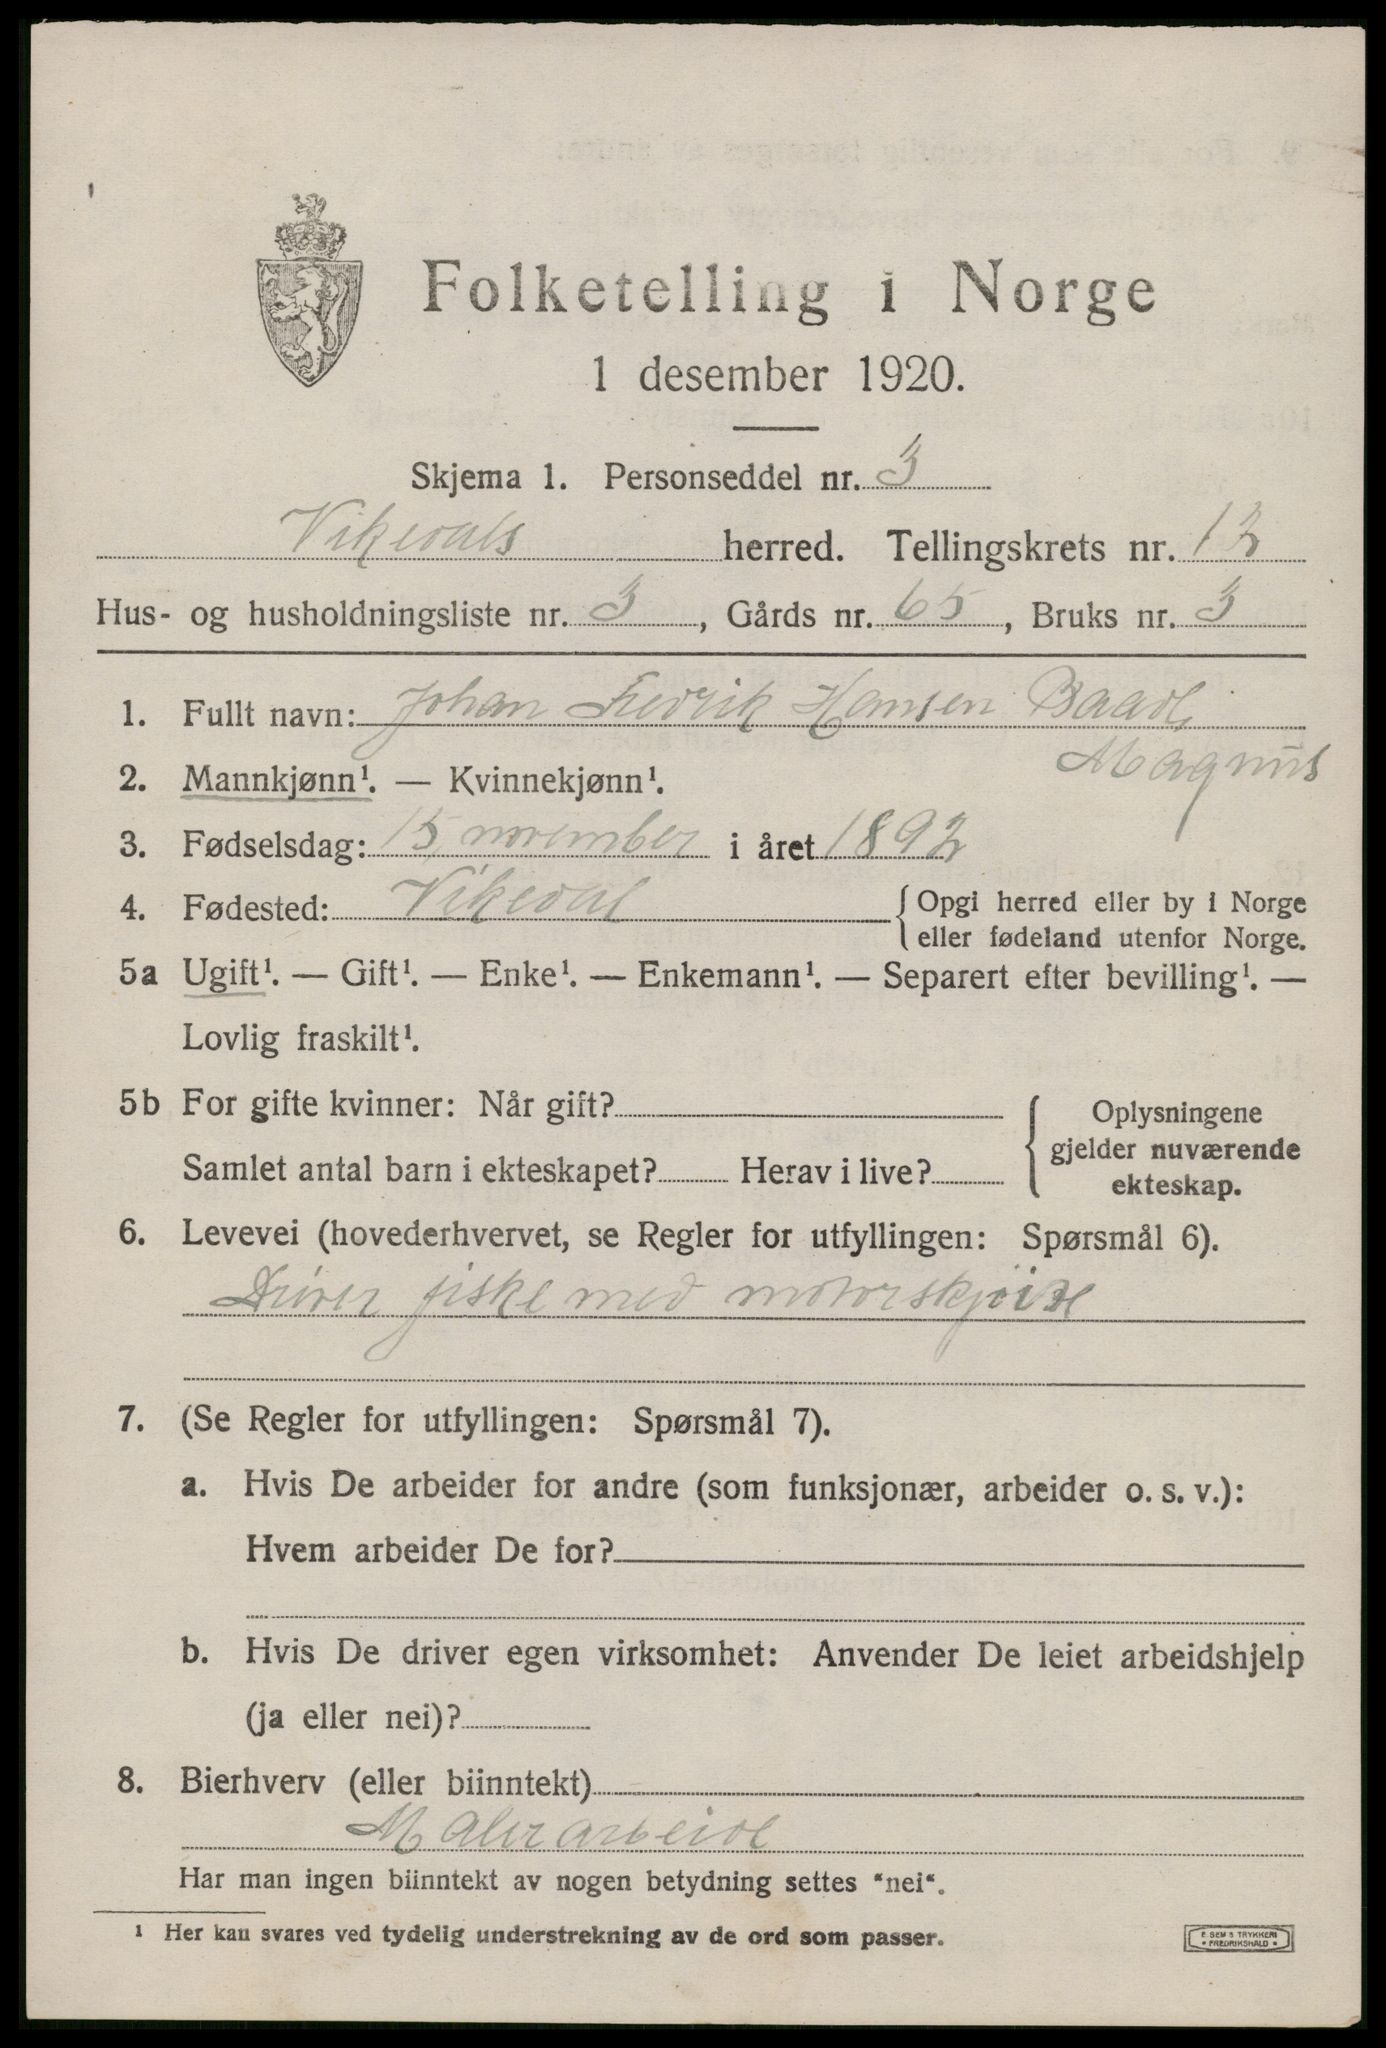 Folketelling i Norge
1 desember 1920.
Skjema 1. Personseddel nr. 3
Vikedals herred. Tellingskrets nr. 12
Hus- og husholdningsliste nr. 3, Gårds nr. 65, Bruks nr. 3
1. Fullt navn: Johan Fredrik Hansen
Magnus
2. Mannkjønn¹. — Kvinnekjønn¹.
3. Fødselsdag: 15 november i året 1892
4. Fødested: Vikedal { Opgi herred eller by i Norge
eller fødeland utenfor Norge.
5a Ugift¹. — Gift¹. — Enke¹. — Enkemann¹. — Separert efter bevilling¹. —
Lovlig fraskilt¹.
5b For gifte kvinner: Når gift?
Samlet antal barn i ekteskapet? Herav i live?
Oplysningene
gjelder nuværende
ekteskap.
6. Levevei (hovederhvervet, se Regler for utfyllingen: Spørsmål 6).
Driver fiske med motorskjöite
7. (Se Regler for utfyllingen: Spørsmål 7).
a. Hvis De arbeider for andre (som funksjonær, arbeider o. s. v.):
Hvem arbeider De for?
b. Hvis De driver egen virksomhet: Anvender De leiet arbeidshjelp
(ja eller nei)?
8. Bierhverv (eller biinntekt)
Malerarbeide
Har man ingen biinntekt av nogen betydning settes “nei“.
¹ Her kan svares ved tydelig understrekning av de ord som passer.
E. SEM'S TRYKKERI
• FREDRIKSHALD •